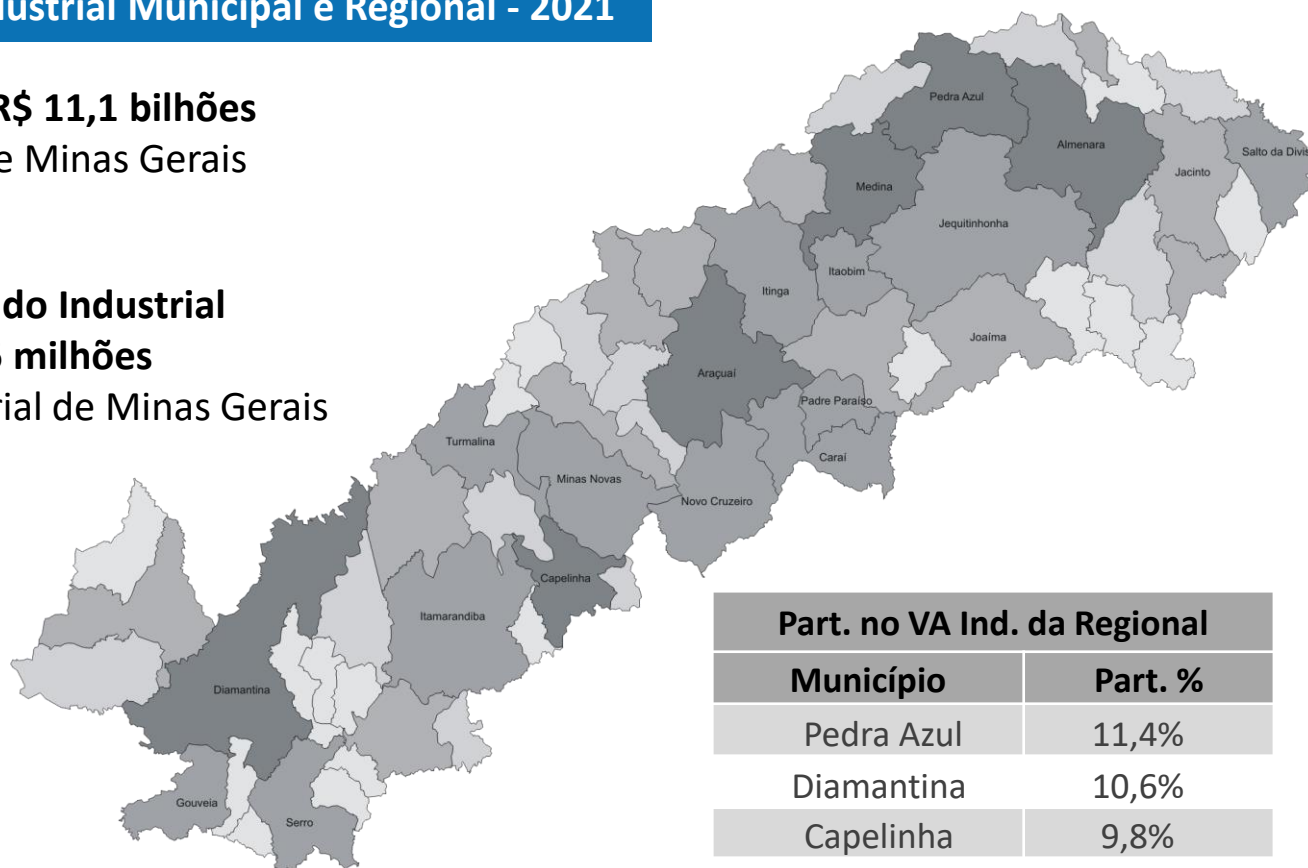 dustrial Municipal e Regional - 2021
R$ 11,1 bilhões
e Minas Gerais
do Industrial
milhões
rial de Minas Gerais
Pedra Azul
Almenara
Salto da Divis
Jacinto
Medina
Jequitinhonha
Itaobim
Itinga
Joaíma
Araçuaí
Padre Paraíso
Turmalina
Caraí
Minas Novas
Novo Cruzeiro
Capelinha
Itamarandiba
Diamantina
Gouveia
Serro
Part. no VA Ind. da Regional
Município Part. %
Pedra Azul 11,4%
Diamantina 10,6%
Capelinha 9,8%